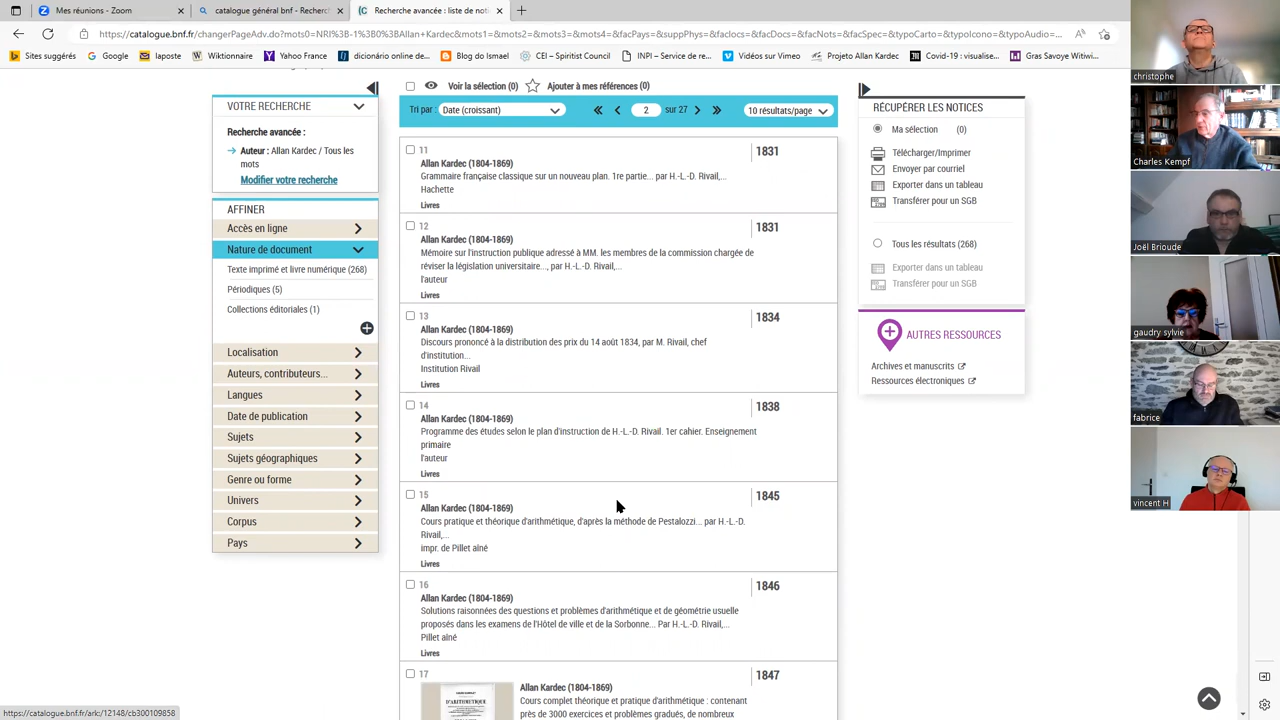 Mes réunions - Zoom
catalogue général bnf - Recherch
Recherche avancée : liste de not
https://catalogue.bnf.fr/changerPageAdv.do?mots0=NRI%3B-1%3B0%3BAllan+Kardec&mots1=&mots2=&mots3=&mots4=&facPays=&suppPhys=&faclocs=&facDocs=&facNots=&facSpec=&typoCarto=&typoIcono=&typoAudio=...
Sites suggérés
Google
laposte
Yahoo France
Wiktionnaire
dicionário online de...
Blog do Ismael
CEI – Spiritist Council
INPI – Service de re...
Vidéos sur Vimeo
Projeto Allan Kardec
Covid-19 : visualise...
Gras Savoye Witiwi...
VOTRE RECHERCHE
Recherche avancée :
Auteur : Allan Kardec / Tous les
mots
Modifier votre recherche
AFFINER
Accès en ligne
Nature de document
Texte imprimé et livre numérique (268)
Périodiques (5)
Collections éditoriales (1)
Localisation
Auteurs, contributeurs...
Langues
Date de publication
Sujets
Sujets géographiques
Genre ou forme
Univers
Corpus
Pays
Voir la sélection (0)
Ajouter à mes références (0)
Tri par : Date (croissant)
2 sur 27
10 résultats/page
11
1831
Allan Kardec (1804-1869)
Grammaire française classique sur un nouveau plan. 1re partie... par H.-L.-D. Rivail,...
Hachette
Livres
12
1831
Allan Kardec (1804-1869)
Mémoire sur l'instruction publique adressé à MM. les membres de la commission chargée de
réviser la législation universitaire..., par H.-L.-D. Rivail,...
l'auteur
Livres
13
1834
Allan Kardec (1804-1869)
Discours prononcé à la distribution des prix du 14 août 1834, par M. Rivail, chef
d'institution...
Institution Rivail
Livres
14
1838
Allan Kardec (1804-1869)
Programme des études selon le plan d'instruction de H.-L.-D. Rivail. 1er cahier. Enseignement
primaire
l'auteur
Livres
15
1845
Allan Kardec (1804-1869)
Cours pratique et théorique d'arithmétique, d'après la méthode de Pestalozzi... par H.-L.-D.
Rivail,...
impr. de Pillet aîné
Livres
16
1846
Allan Kardec (1804-1869)
Solutions raisonnées des questions et problèmes d'arithmétique et de géométrie usuelle
proposés dans les examens de l'Hôtel de ville et de la Sorbonne... Par H.-L.-D. Rivail,...
Pillet aîné
Livres
17
1847
Allan Kardec (1804-1869)
Cours complet théorique et pratique d'arithmétique : contenant
près de 3000 exercices et problèmes gradués, de nombreux
D'ARITHMÉTIQUE
RÉCUPÉRER LES NOTICES
Ma sélection (0)
Télécharger/Imprimer
Envoyer par courriel
Exporter dans un tableau
Transférer pour un SGB
Tous les résultats (268)
Exporter dans un tableau
Transférer pour un SGB
AUTRES RESSOURCES
Archives et manuscrits
Ressources électroniques
christophe
Charles Kempf
Joël Brioude
gaudry sylvie
fabrice
vincent H
https://catalogue.bnf.fr/ark:/12148/cb300109858